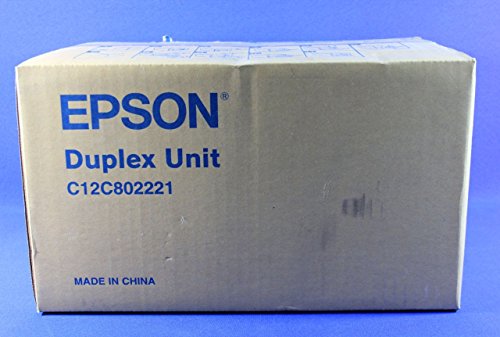 EPSON®
Duplex Unit
C12C802221
MADE IN CHINA